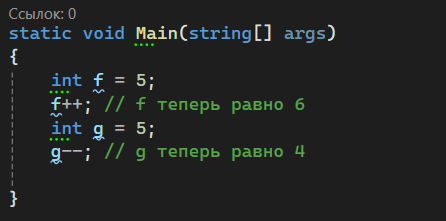 Ссылок: 0
static void Main(string[] args)
{
    int f = 5;
    f++; // f теперь равно 6
    int g = 5;
    g--; // g теперь равно 4
}